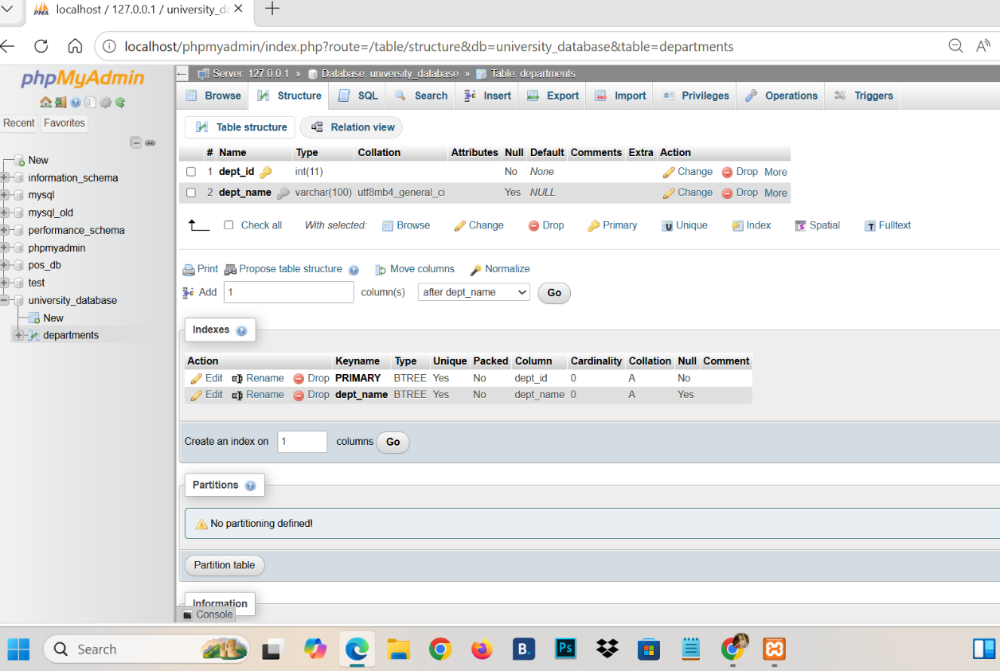 localhost / 127.0.0.1 / university_da
localhost/phpmyadmin/index.php?route=/table/structure&db=university_database&table=departments
phpMyAdmin
Recent Favorites
New
information_schema
mysql
mysql_old
performance_schema
phpmyadmin
pos_db
test
university_database
New
departments
Server: 127.0.0.1 » Database: university_database » Table: departments
Browse Structure SQL Search Insert Export Import Privileges Operations Triggers
Table structure Relation view
# Name Type Collation Attributes Null Default Comments Extra Action
1 dept_id int(11) No None Change Drop More
2 dept_name varchar(100) utf8mb4_general_ci Yes NULL Change Drop More
Check all With selected: Browse Change Drop Primary Unique Index Spatial Fulltext
Print Propose table structure Move columns Normalize
Add 1 column(s) after dept_name Go
Indexes
Action Keyname Type Unique Packed Column Cardinality Collation Null Comment
Edit Rename Drop PRIMARY BTREE Yes No dept_id 0 A No
Edit Rename Drop dept_name BTREE Yes No dept_name 0 A Yes
Create an index on 1 columns Go
Partitions
No partitioning defined!
Partition table
Information
Console
Search